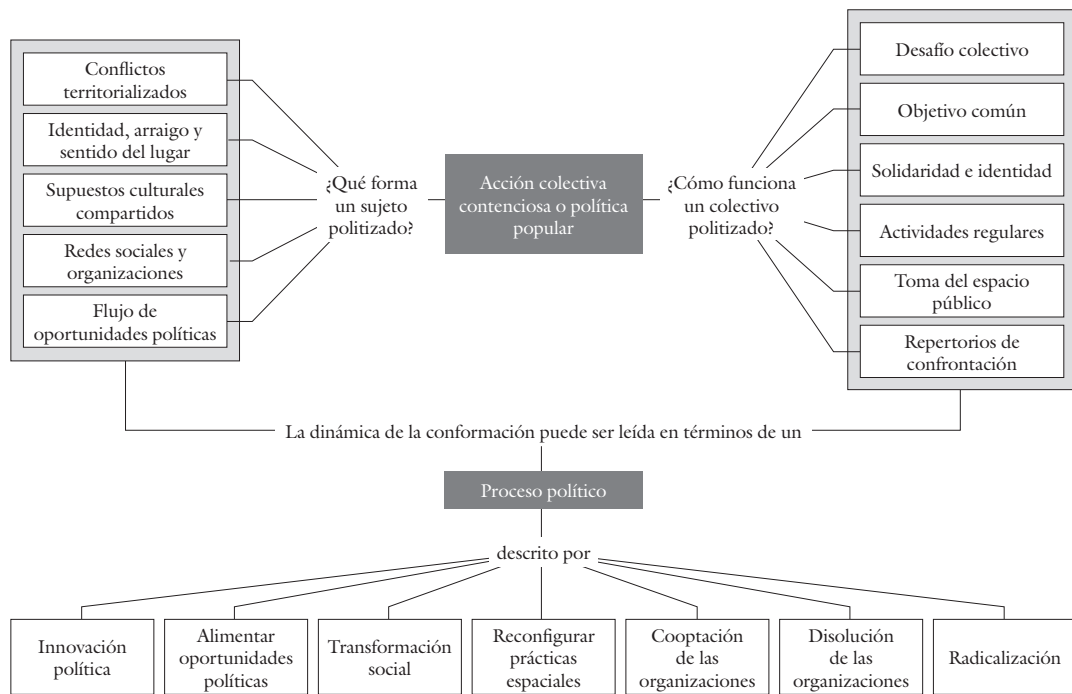 Conflictos
territorializados
Identidad, arraigo y
sentido del lugar
Supuestos culturales
compartidos
Redes sociales y
organizaciones
Flujo de
oportunidades políticas
¿Qué forma
un sujeto
politizado?
Acción colectiva
contenciosa o política
popular
¿Cómo funciona
un colectivo
politizado?
Desafío colectivo
Objetivo común
Solidaridad e identidad
Actividades regulares
Toma del espacio
público
Repertorios de
confrontación
La dinámica de la conformación puede ser leída en términos de un
Proceso político
descrito por
Innovación
política
Alimentar
oportunidades
políticas
Transformación
social
Reconfigurar
prácticas
espaciales
Cooptación
de las
organizaciones
Disolución
de las
organizaciones
Radicalización